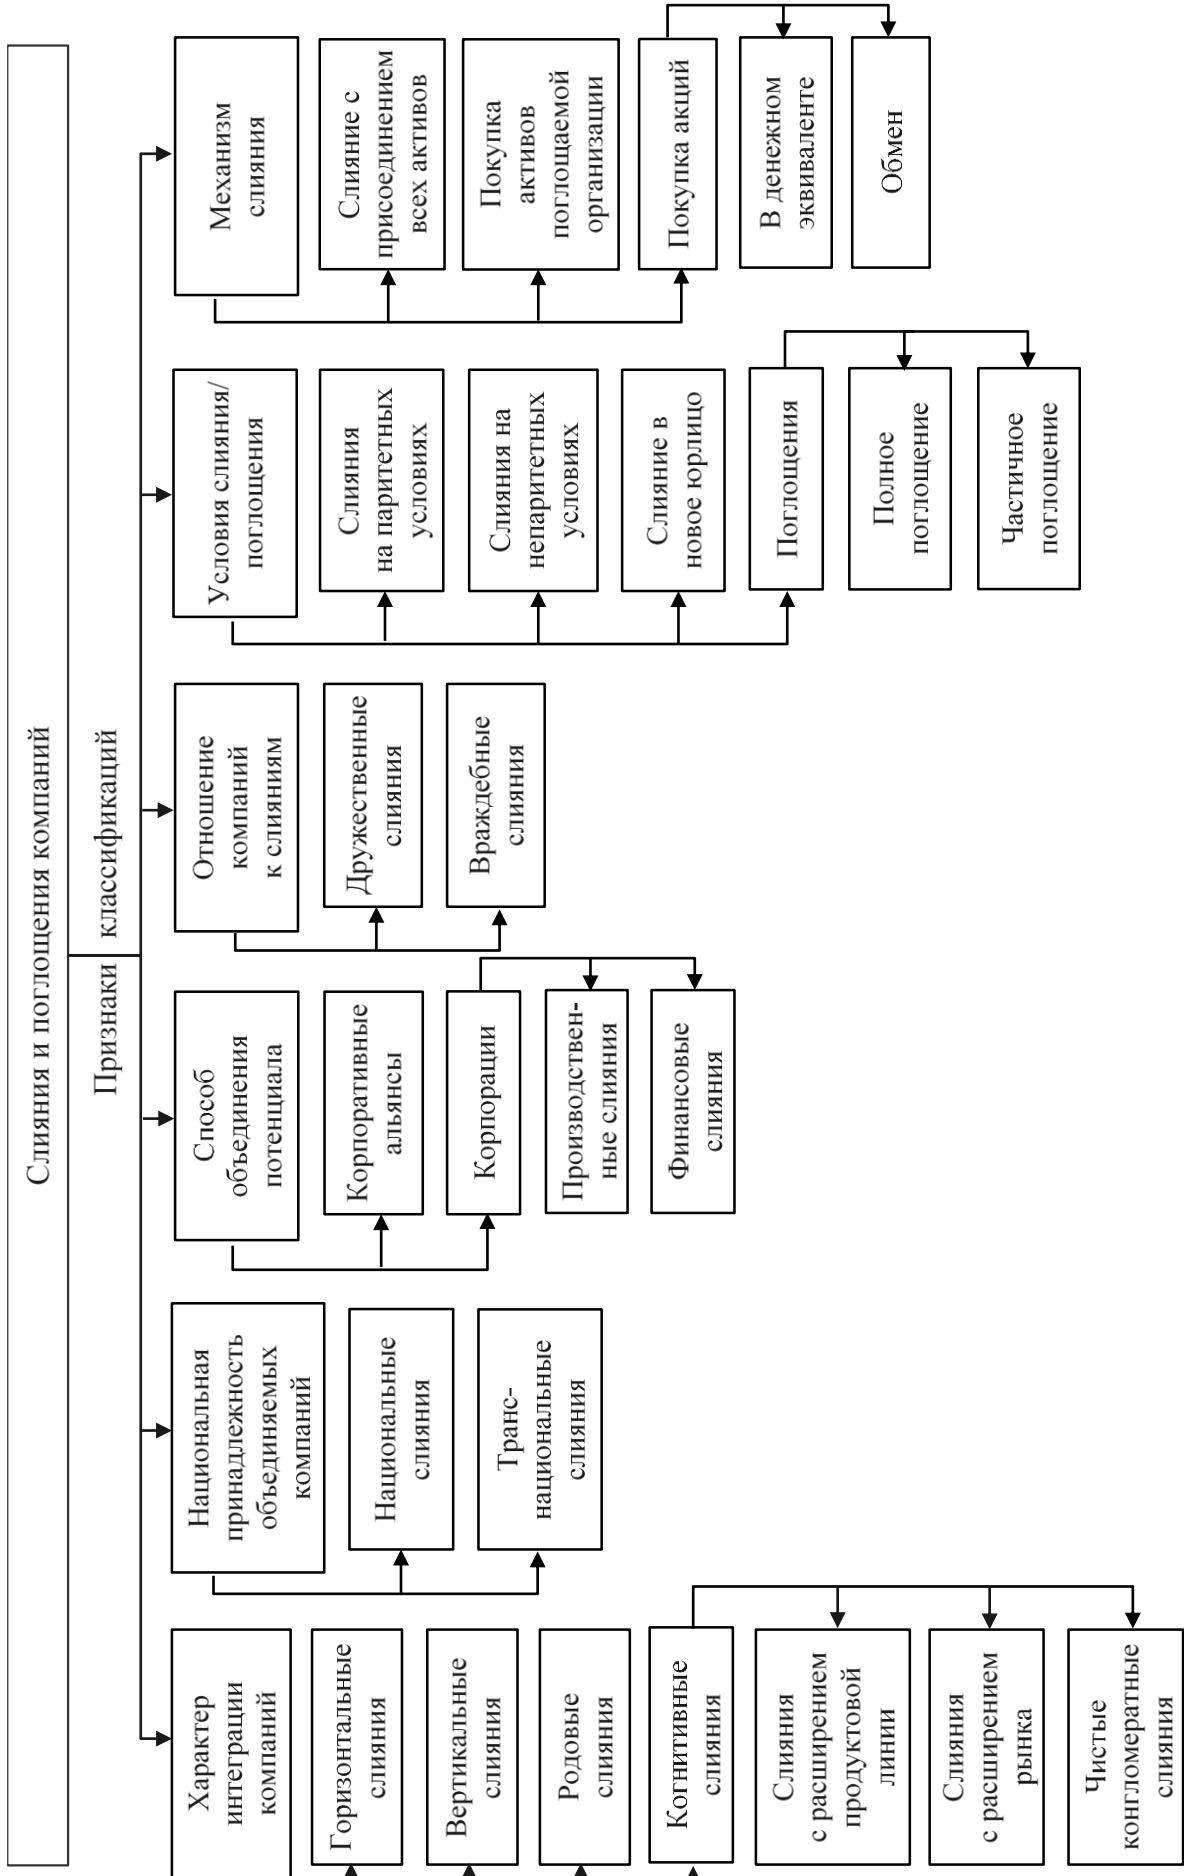 Слияния и поглощения компаний
Признаки классификаций
Характер
интеграции
компаний
Горизонтальные
слияния
Вертикальные
слияния
Родовые
слияния
Когнитивные
слияния
Слияния
с расширением
продуктовой
линии
Слияния
с расширением
рынка
Чистые
конгломератные
слияния
Национальная
принадлежность
объединяемых
компаний
Национальные
слияния
Транс-
национальные
слияния
Способ
объединения
потенциала
Корпоративные
альянсы
Корпорации
Производствен-
ные слияния
Финансовые
слияния
Отношение
компаний
к слияниям
Дружественные
слияния
Враждебные
слияния
Условия слияния/
поглощения
Слияния
на паритетных
условиях
Слияния на
непаритетных
условиях
Слияние в
новое юрлицо
Поглощения
Полное
поглощение
Частичное
поглощение
Механизм
слияния
Слияние с
присоединением
всех активов
Покупка
активов
поглощаемой
организации
Покупка акций
В денежном
эквиваленте
Обмен